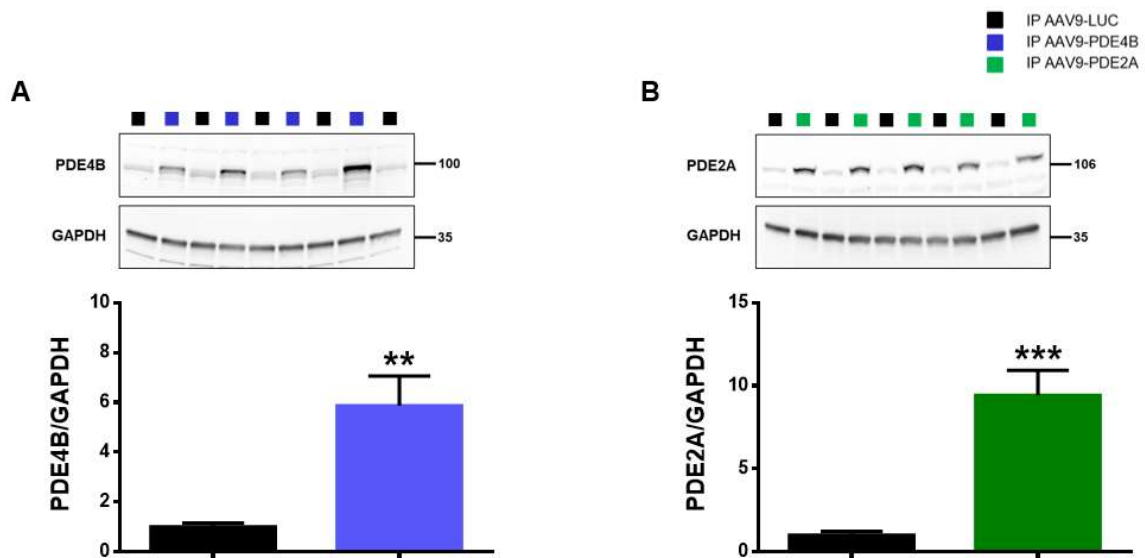 IP AAV9-LUC
IP AAV9-PDE4B
IP AAV9-PDE2A
A
PDE4B
100
GAPDH
35
10
8
6
4
2
0
PDE4B/GAPDH
**
B
PDE2A
106
GAPDH
35
15
10
5
0
PDE2A/GAPDH
***